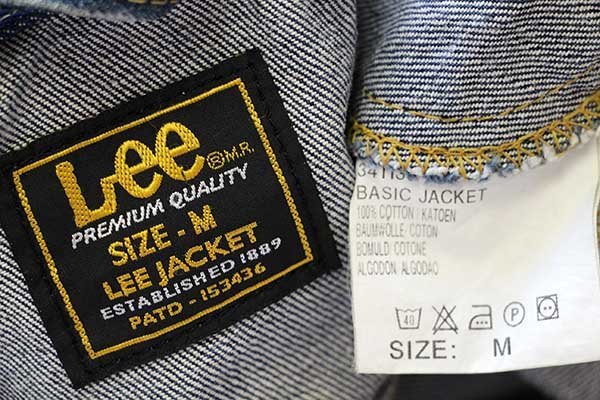 Lee ® M.R.
PREMIUM QUALITY
SIZE - M
LEE JACKET
ESTABLISHED 1889
PATD - 153436
BASIC JACKET
100% COTTON / KATOEN
BAUMWOLLE / COTON
BOMULD COTONE
ALGODON ALGODAO
40 P
SIZE: M